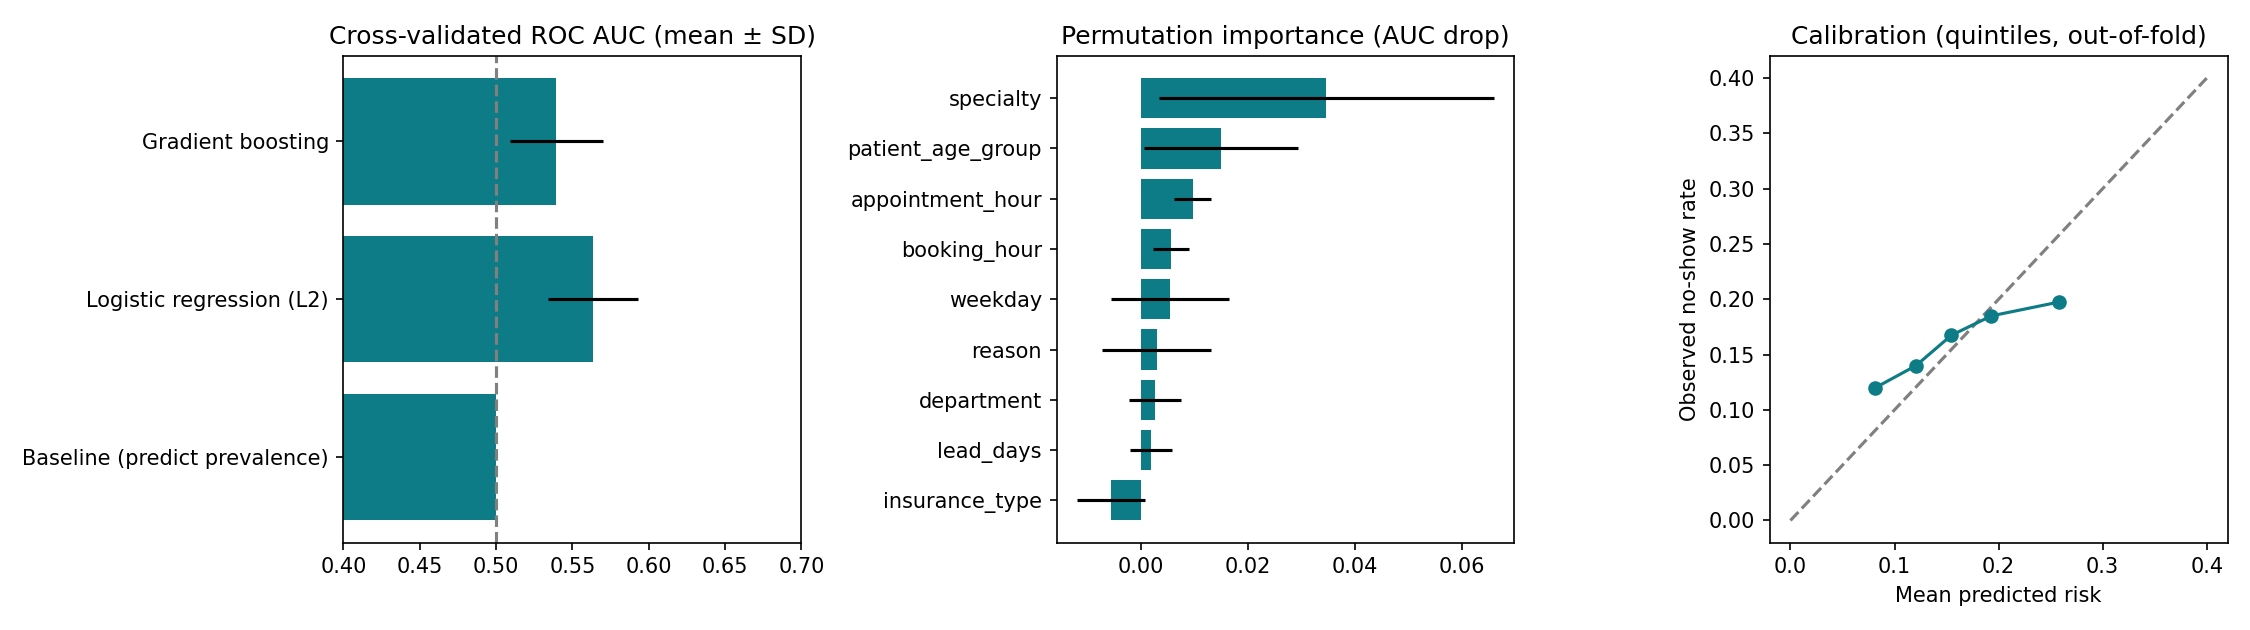 Cross-validated ROC AUC (mean ± SD)
Gradient boosting
Logistic regression (L2)
Baseline (predict prevalence)
0.40 0.45 0.50 0.55 0.60 0.65 0.70
Permutation importance (AUC drop)
specialty
patient_age_group
appointment_hour
booking_hour
weekday
reason
department
lead_days
insurance_type
0.00 0.02 0.04 0.06
Calibration (quintiles, out-of-fold)
Observed no-show rate
0.40
0.35
0.30
0.25
0.20
0.15
0.10
0.05
0.00
0.0 0.1 0.2 0.3 0.4
Mean predicted risk